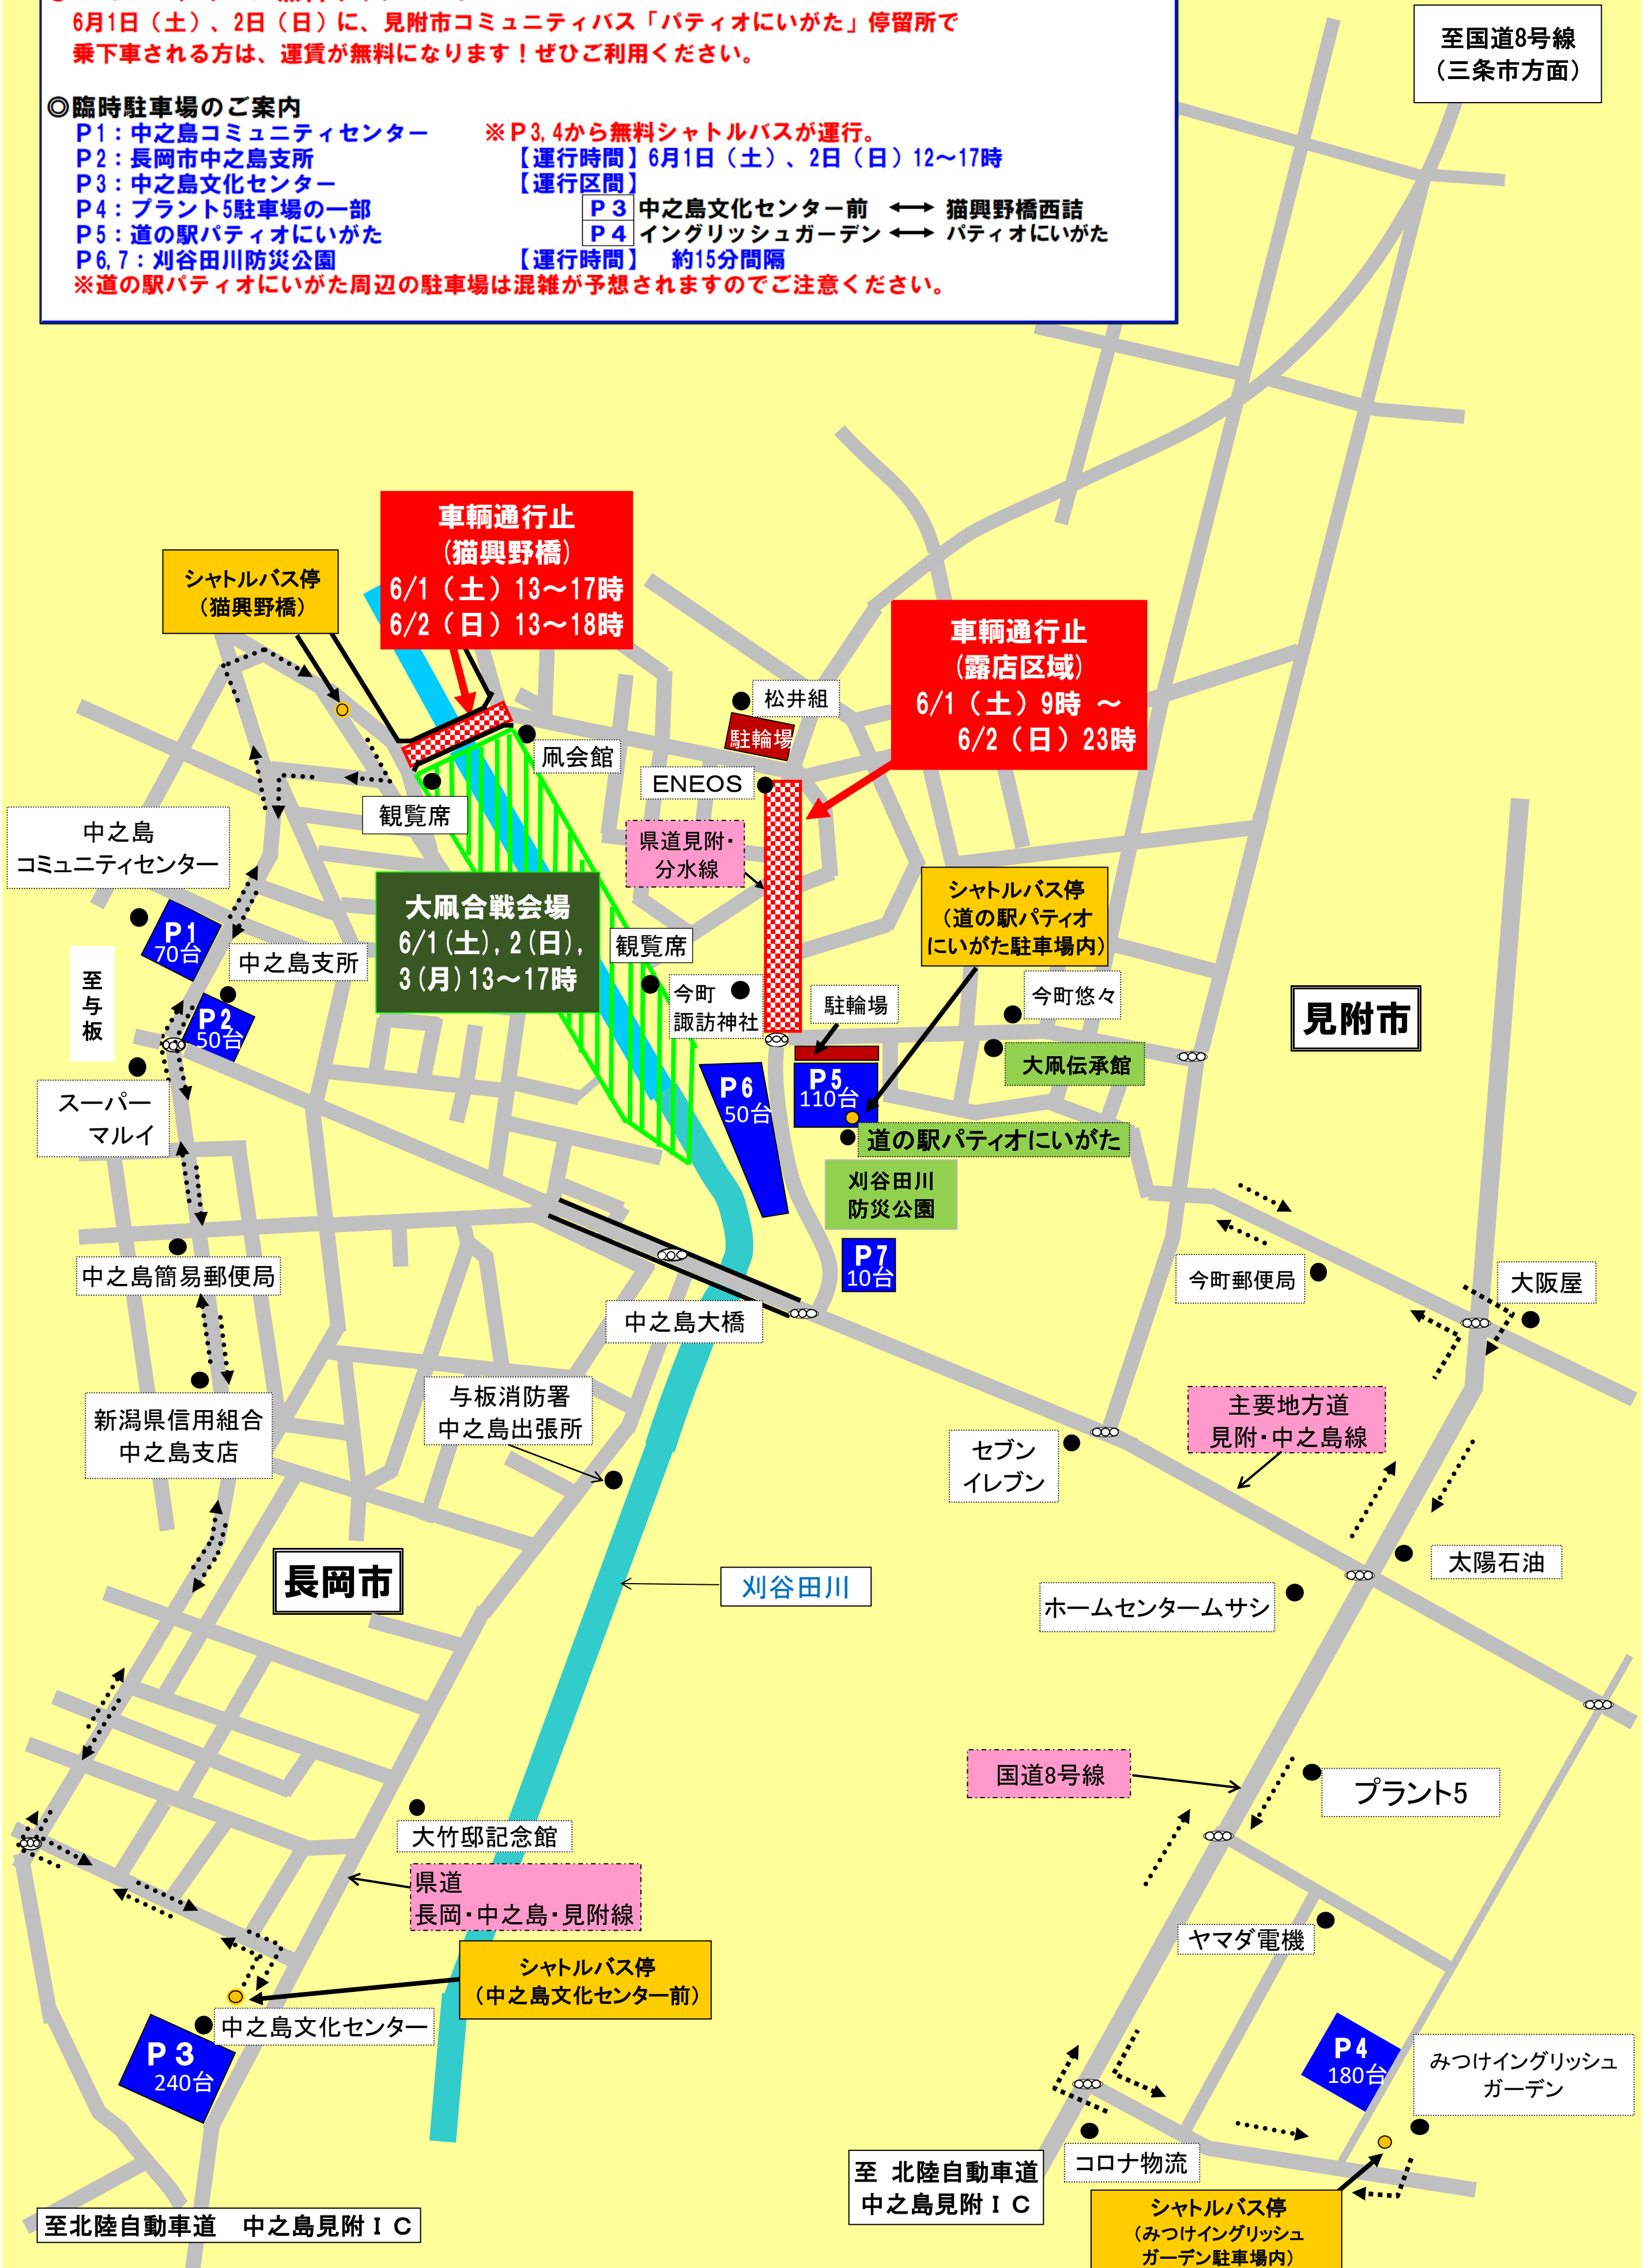 6月1日（土）、2日（日）に、見附市コミュニティバス「パティオにいがた」停留所で
乗下車される方は、運賃が無料になります！ぜひご利用ください。
◎臨時駐車場のご案内
P1：中之島コミュニティセンター
P2：長岡市中之島支所
P3：中之島文化センター
P4：プラント5駐車場の一部
P5：道の駅パティオにいがた
P6,7：刈谷田川防災公園
※P3,4から無料シャトルバスが運行。
【運行時間】6月1日（土）、2日（日）12～17時
【運行区間】
P3 中之島文化センター前 ⟷ 猫興野橋西詰
P4 イングリッシュガーデン ⟷ パティオにいがた
【運行時間】 約15分間隔
※道の駅パティオにいがた周辺の駐車場は混雑が予想されますのでご注意ください。
至国道8号線
（三条市方面）
車輌通行止
(猫興野橋)
6/1（土）13～17時
6/2（日）13～18時
シャトルバス停
（猫興野橋）
車輌通行止
(露店区域)
6/1（土）9時 ～
6/2（日）23時
松井組
駐輪場
凧会館
ENEOS
観覧席
県道見附・
分水線
中之島
コミュニティセンター
シャトルバス停
（道の駅パティオ
にいがた駐車場内）
大凧合戦会場
6/1(土),2(日),
3(月)13～17時
P1
70台
観覧席
中之島支所
至与板
今町
諏訪神社
駐輪場
今町悠々
見附市
P2
50台
大凧伝承館
P5
110台
P6
50台
スーパー
マルイ
道の駅パティオにいがた
刈谷田川
防災公園
P7
10台
中之島簡易郵便局
今町郵便局
大阪屋
中之島大橋
与板消防署
中之島出張所
新潟県信用組合
中之島支店
主要地方道
見附・中之島線
セブン
イレブン
太陽石油
長岡市
刈谷田川
ホームセンタームサシ
国道8号線
プラント5
大竹邸記念館
県道
長岡・中之島・見附線
ヤマダ電機
シャトルバス停
（中之島文化センター前）
中之島文化センター
P3
240台
P4
180台
みつけイングリッシュ
ガーデン
コロナ物流
至 北陸自動車道
中之島見附IC
至北陸自動車道 中之島見附IC
シャトルバス停
（みつけイングリッシュ
ガーデン駐車場内）